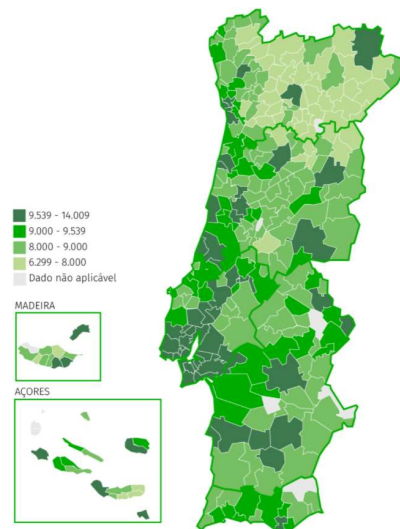 9.539 - 14.009
9.000 - 9.539
8.000 - 9.000
6.299 - 8.000
Dado não aplicável
MADEIRA
AÇORES